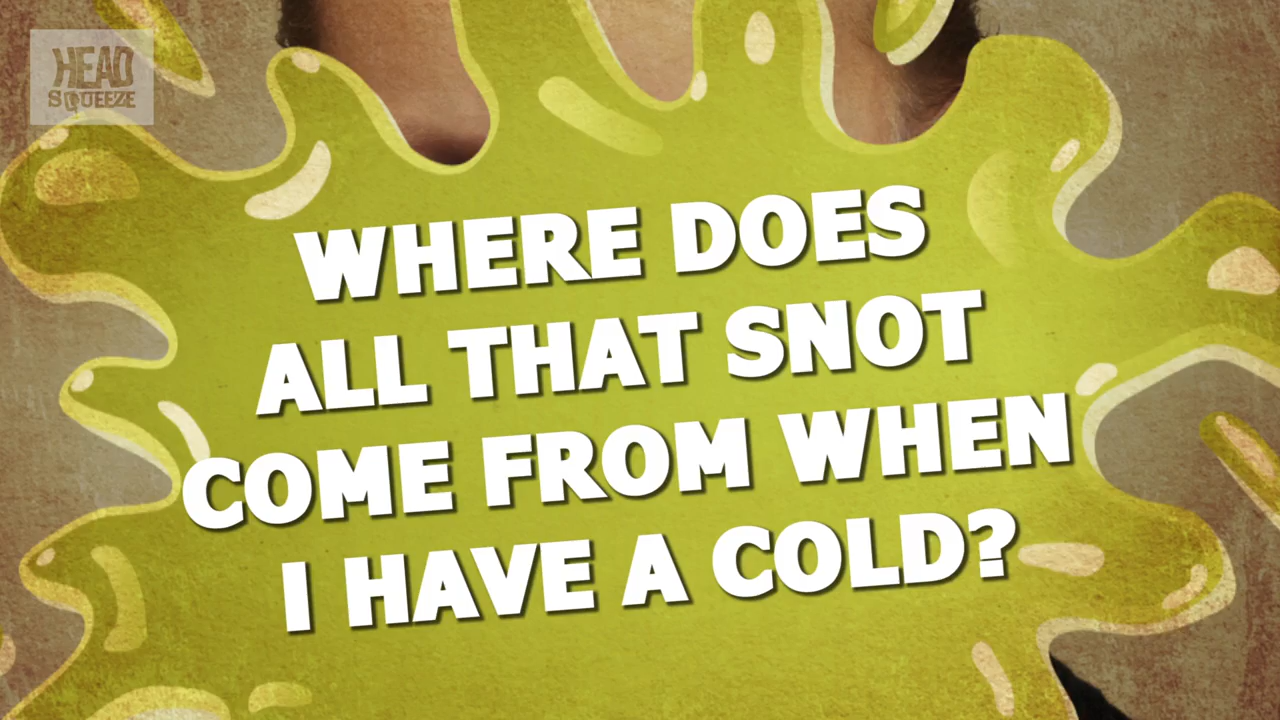 HEAD
SQUEEZE
WHERE DOES
ALL THAT SNOT
COME FROM WHEN
I HAVE A COLD?